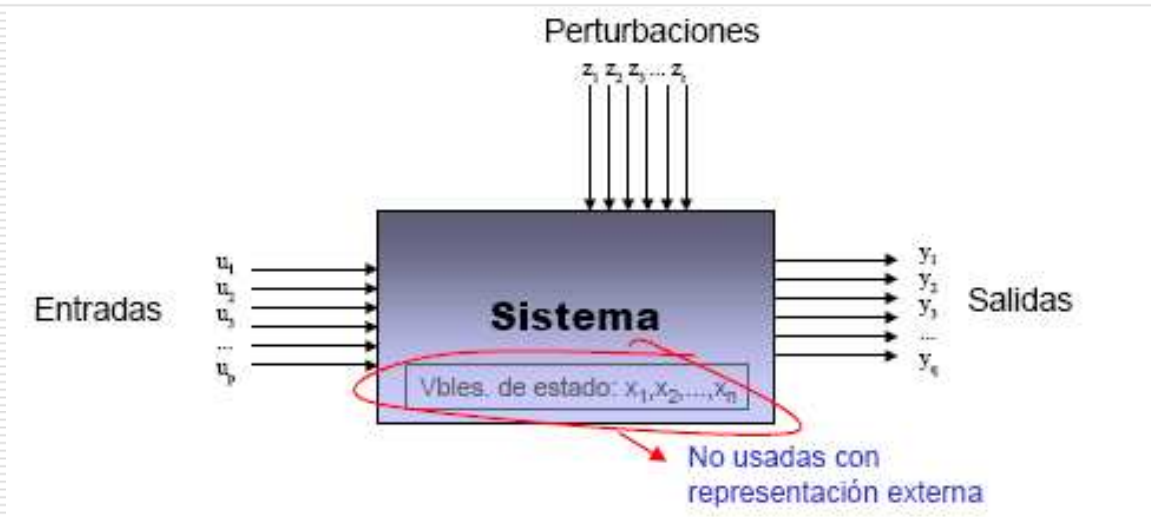 Perturbaciones
z₁ z₂ z₃ ... zᵣ
Entradas
u₁
u₂
u₃
...
uₚ
Sistema
Vbles. de estado: x₁,x₂,...,xₙ
y₁
y₂
y₃
...
y_q
Salidas
No usadas con
representación externa